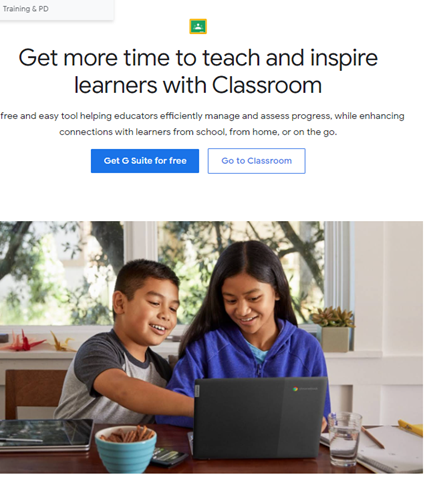 Training & PD
Get more time to teach and inspire
learners with Classroom
free and easy tool helping educators efficiently manage and assess progress, while enhancing
connections with learners from school, from home, or on the go.
Get G Suite for free
Go to Classroom